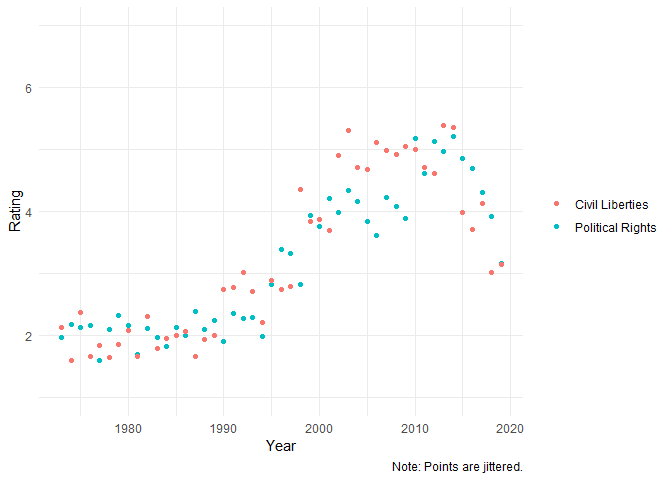 6
4
2
Rating
1980 1990 2000 2010 2020
Year
Civil Liberties
Political Rights
Note: Points are jittered.